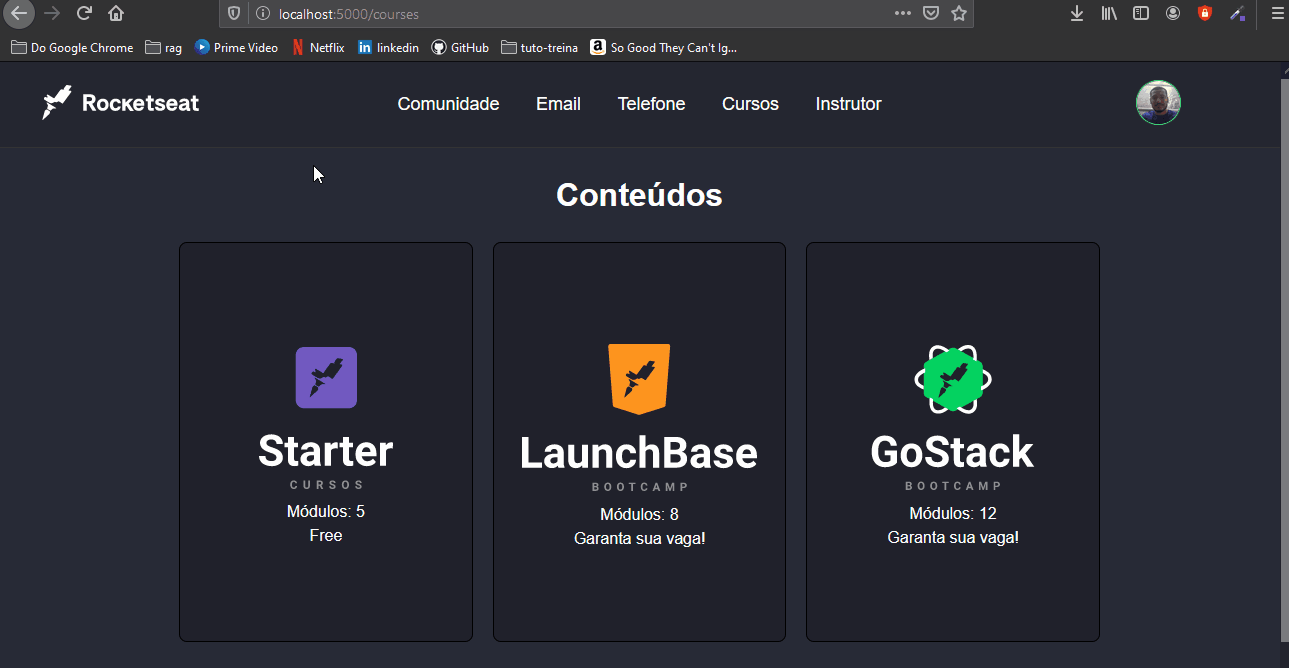 localhost:5000/courses
Do Google Chrome rag Prime Video Netflix linkedin GitHub tuto-treina So Good They Can't Ig...
Rocketseat Comunidade Email Telefone Cursos Instrutor
Conteúdos
Starter
CURSOS
Módulos: 5
Free
LaunchBase
BOOTCAMP
Módulos: 8
Garanta sua vaga!
GoStack
BOOTCAMP
Módulos: 12
Garanta sua vaga!